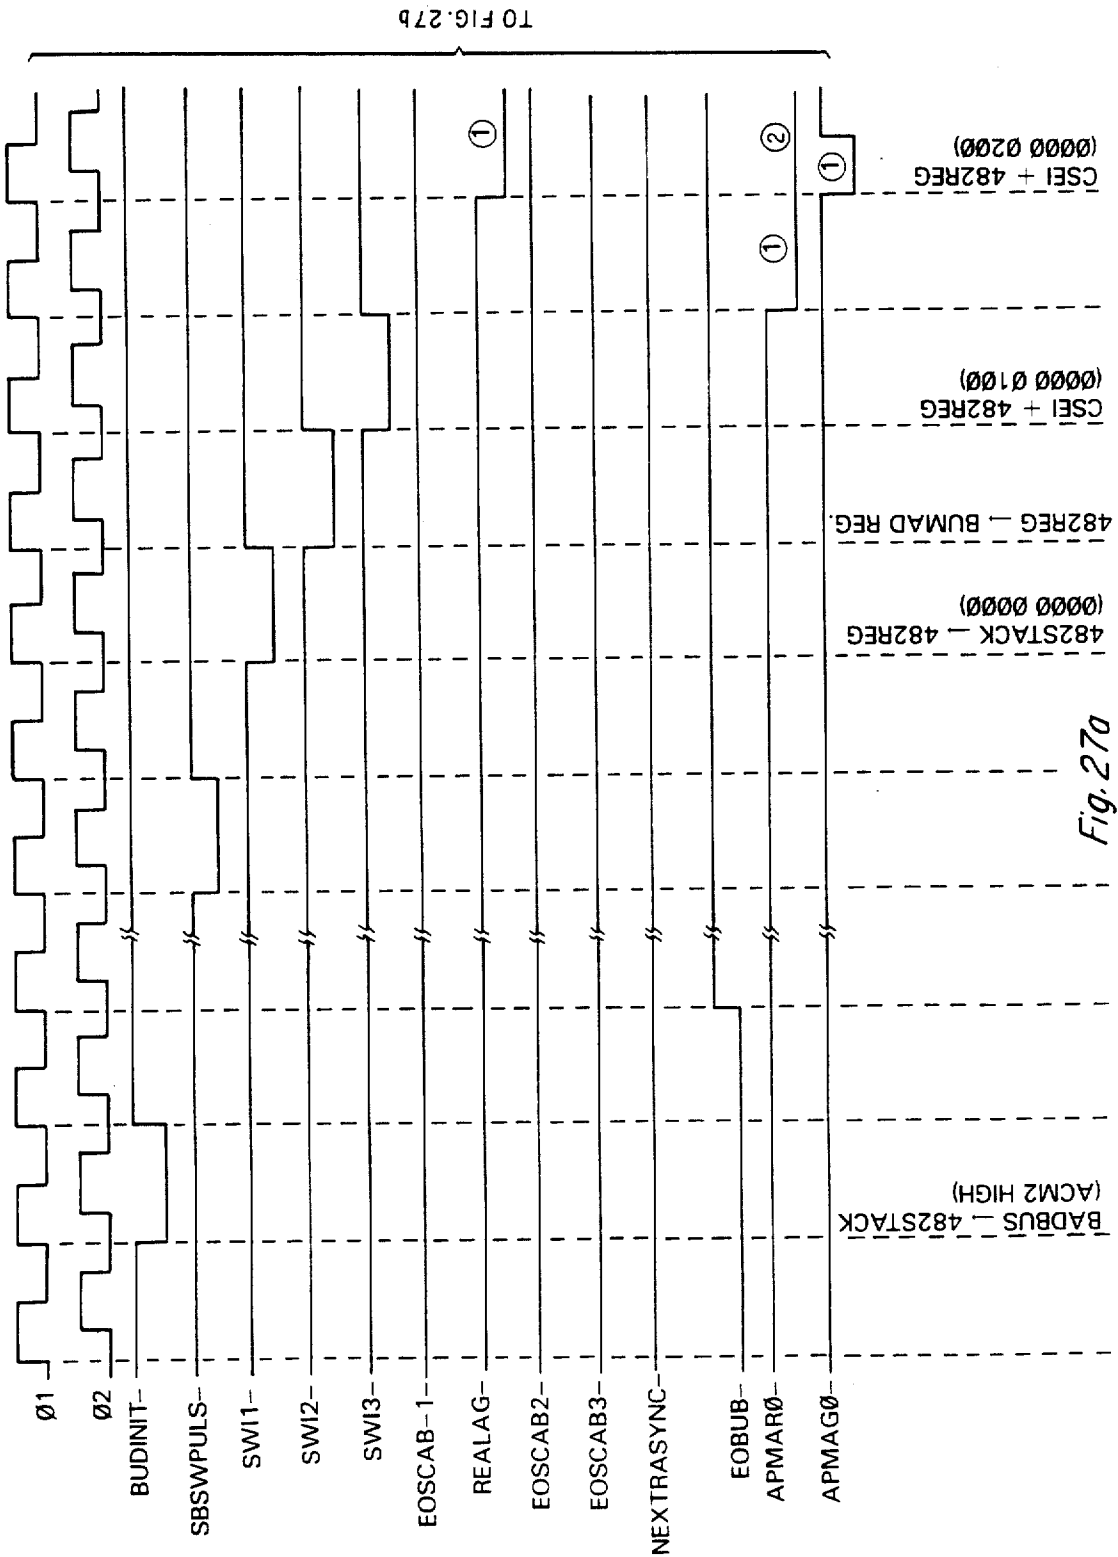 TO FIG. 27b
Ø1
Ø2
BUDINIT-
SBSWPULS-
SWI1-
SWI2-
SWI3-
EOSCAB-1-
REALAG-
EOSCAB2-
EOSCAB3-
NEXTRASYNC-
EOBUB-
APMARØ-
APMAGØ-
①
①
②
①
BADBUS → 482STACK
(ACM2 HIGH)
482STACK → 482REG
(ØØØØ ØØØØ)
482REG → BUMAD REG.
CSEI + 482REG
(ØØØØ Ø1ØØ)
CSEI + 482REG
(ØØØØ Ø2ØØ)
Fig. 27a